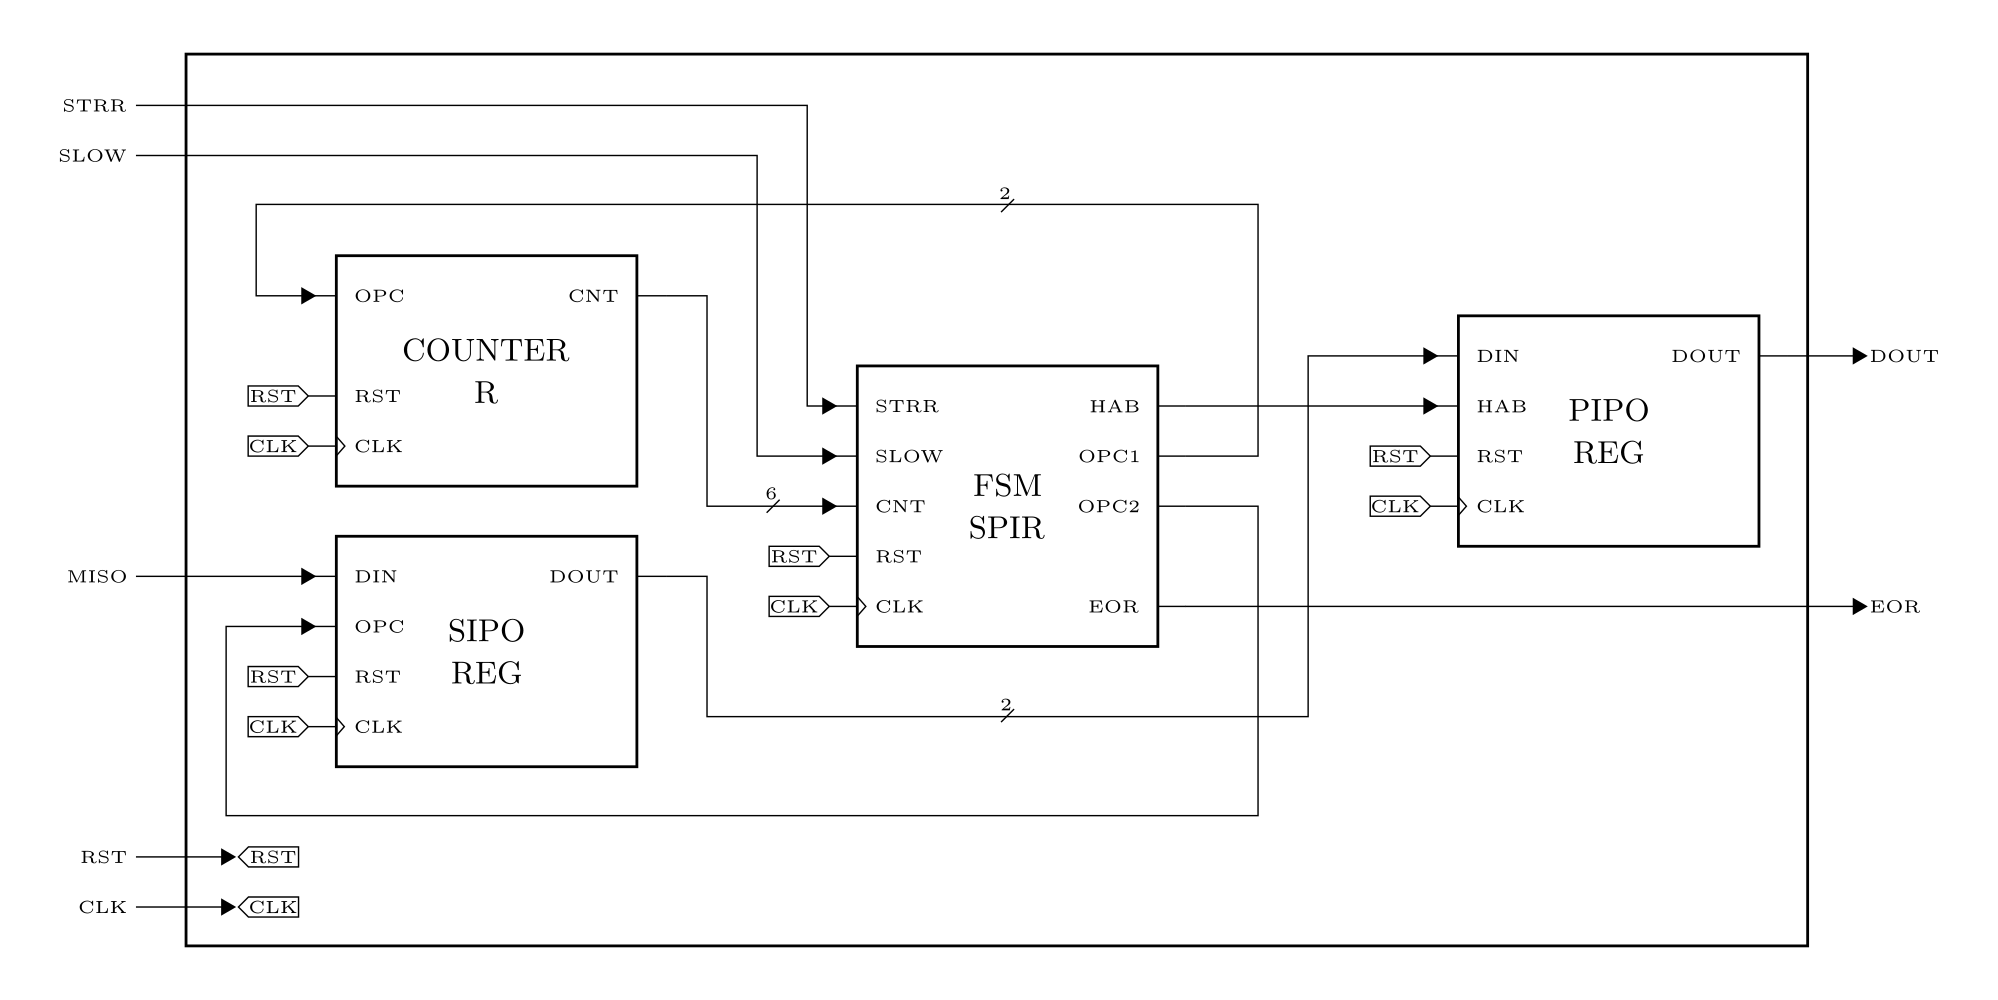 STRR
SLOW
2
OPC CNT
COUNTER
R
RST RST
CLK CLK
DIN DOUT DOUT
STRR HAB HAB
PIPO
REG
SLOW OPC1 RST RST
FSM
SPIR
6 CNT OPC2 CLK CLK
RST RST
MISO DIN DOUT
CLK CLK EOR EOR
OPC
SIPO
REG
RST RST
2
CLK CLK
RST RST
CLK CLK